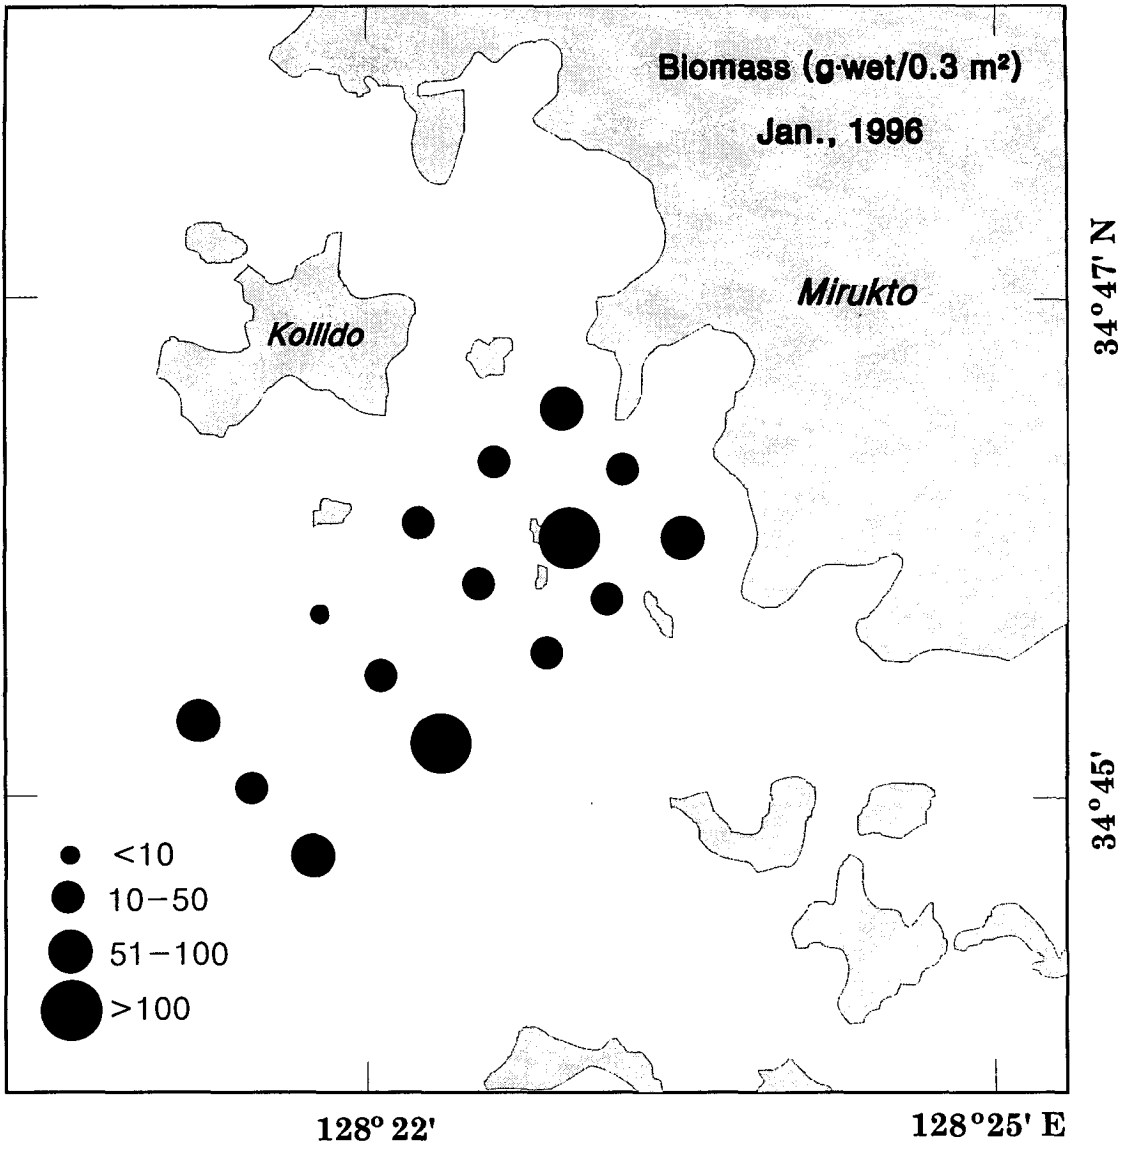 Biomass (g·wet/0.3 m²)
Jan., 1996
34°47' N
Mirukto
Kollldo
34°45'
<10
10–50
51–100
>100
128° 22'
128°25' E